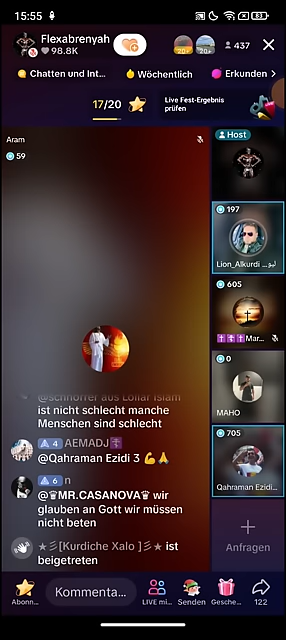 15:55
83
Flexabrenyah
98.8K
20+
20+
437
Chatten und Int...
Wöchentlich
Erkunden
17/20
Live Fest-Ergebnis
prüfen
Aram
59
Host
197
Lion_Alkurdi
605
Mar...
0
MAHO
705
Qahraman Ezidi...
Anfragen
aus
Islam
ist nicht schlecht manche
Menschen sind schlecht
4 AEMADJ
@Qahraman Ezidi 3 💪🙏
6 n
@♛MR.CASANOVA♛ wir
glauben an Gott wir müssen
nicht beten
★彡[Kurdiche Xalo ]彡★ ist
beigetreten
Abonn...
Kommenta...
LIVE mi...
Senden
Gesche...
122